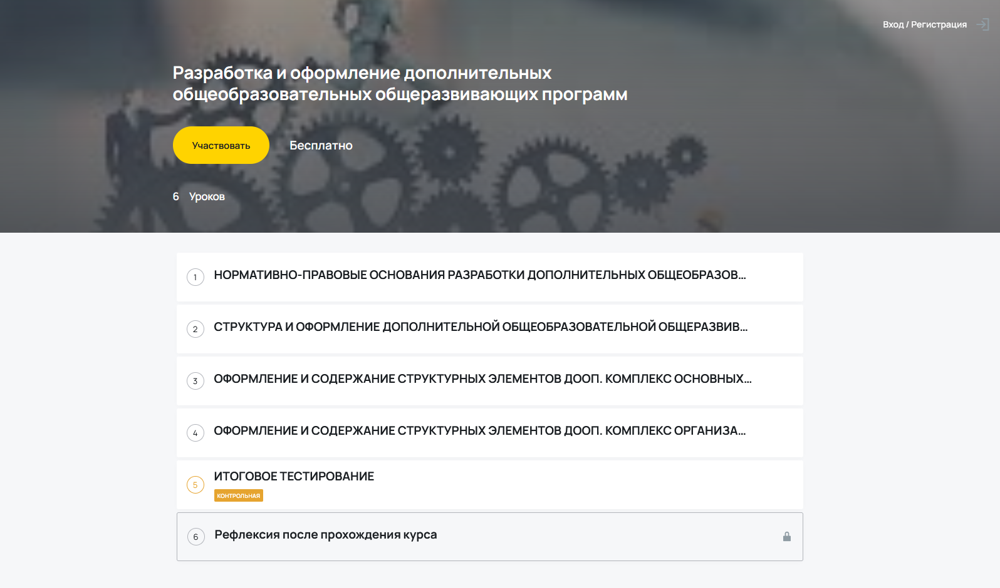 Вход / Регистрация
Разработка и оформление дополнительных
общеобразовательных общеразвивающих программ
Участвовать
Бесплатно
6 Уроков
1 НОРМАТИВНО-ПРАВОВЫЕ ОСНОВАНИЯ РАЗРАБОТКИ ДОПОЛНИТЕЛЬНЫХ ОБЩЕОБРАЗОВ...
2 СТРУКТУРА И ОФОРМЛЕНИЕ ДОПОЛНИТЕЛЬНОЙ ОБЩЕОБРАЗОВАТЕЛЬНОЙ ОБЩЕРАЗВИВ...
3 ОФОРМЛЕНИЕ И СОДЕРЖАНИЕ СТРУКТУРНЫХ ЭЛЕМЕНТОВ ДООП. КОМПЛЕКС ОСНОВНЫХ...
4 ОФОРМЛЕНИЕ И СОДЕРЖАНИЕ СТРУКТУРНЫХ ЭЛЕМЕНТОВ ДООП. КОМПЛЕКС ОРГАНИЗА...
5 ИТОГОВОЕ ТЕСТИРОВАНИЕ
КОНТРОЛЬНАЯ
6 Рефлексия после прохождения курса